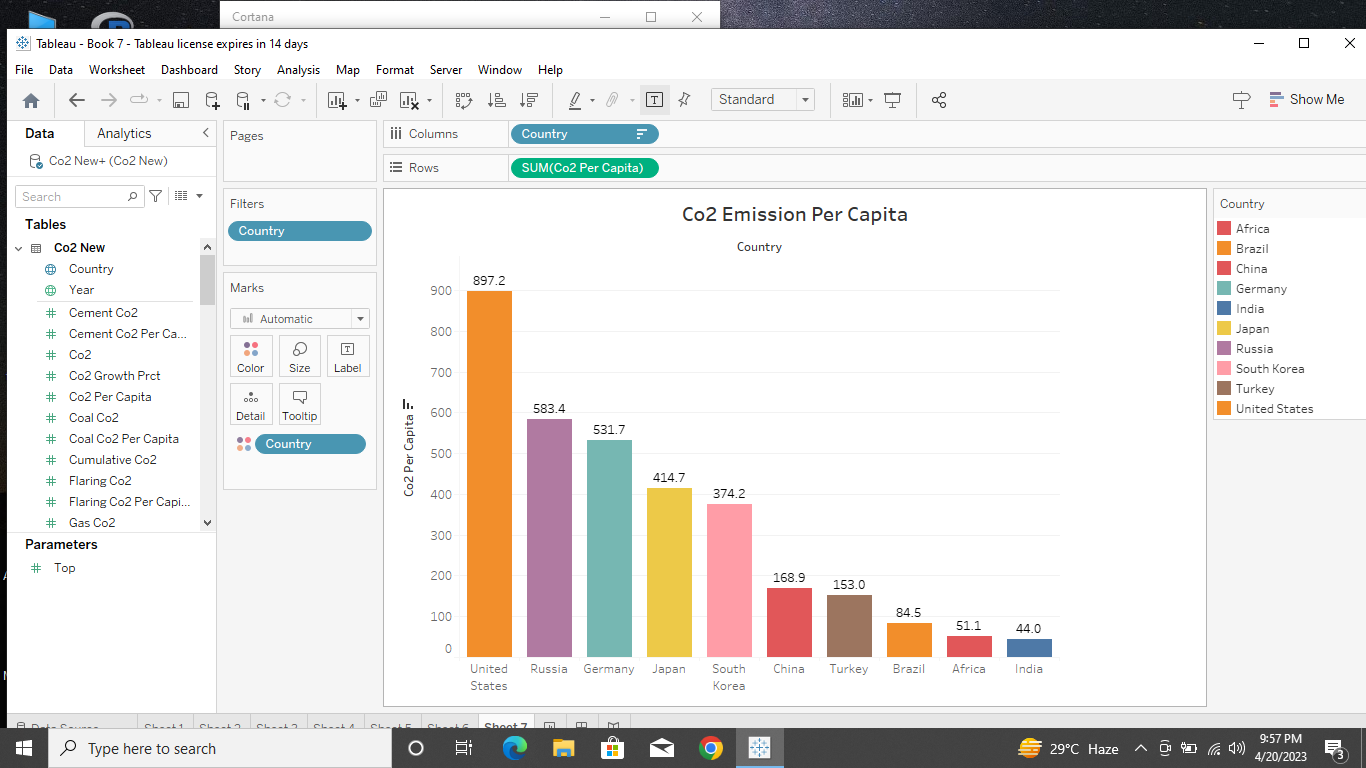 Cortana
Tableau - Book 7 - Tableau license expires in 14 days
File Data Worksheet Dashboard Story Analysis Map Format Server Window Help
Standard
Show Me
Data Analytics
Co2 New+ (Co2 New)
Search
Tables
Co2 New
Country
Year
Cement Co2
Cement Co2 Per Ca...
Co2
Co2 Growth Prct
Co2 Per Capita
Coal Co2
Coal Co2 Per Capita
Cumulative Co2
Flaring Co2
Flaring Co2 Per Capi...
Gas Co2
Parameters
Top
Pages
Filters
Country
Marks
Automatic
Color Size Label
Detail Tooltip
Country
Columns Country
Rows SUM(Co2 Per Capita)
Co2 Emission Per Capita
Country
Co2 Per Capita
900
800
700
600
500
400
300
200
100
0
897.2
583.4
531.7
414.7
374.2
168.9
153.0
84.5
51.1
44.0
United States
Russia
Germany
Japan
South Korea
China
Turkey
Brazil
Africa
India
Country
Africa
Brazil
China
Germany
India
Japan
Russia
South Korea
Turkey
United States
Data Source Sheet 1 Sheet 2 Sheet 3 Sheet 4 Sheet 5 Sheet 6 Sheet 7
Type here to search
29°C Haze
9:57 PM
4/20/2023
3